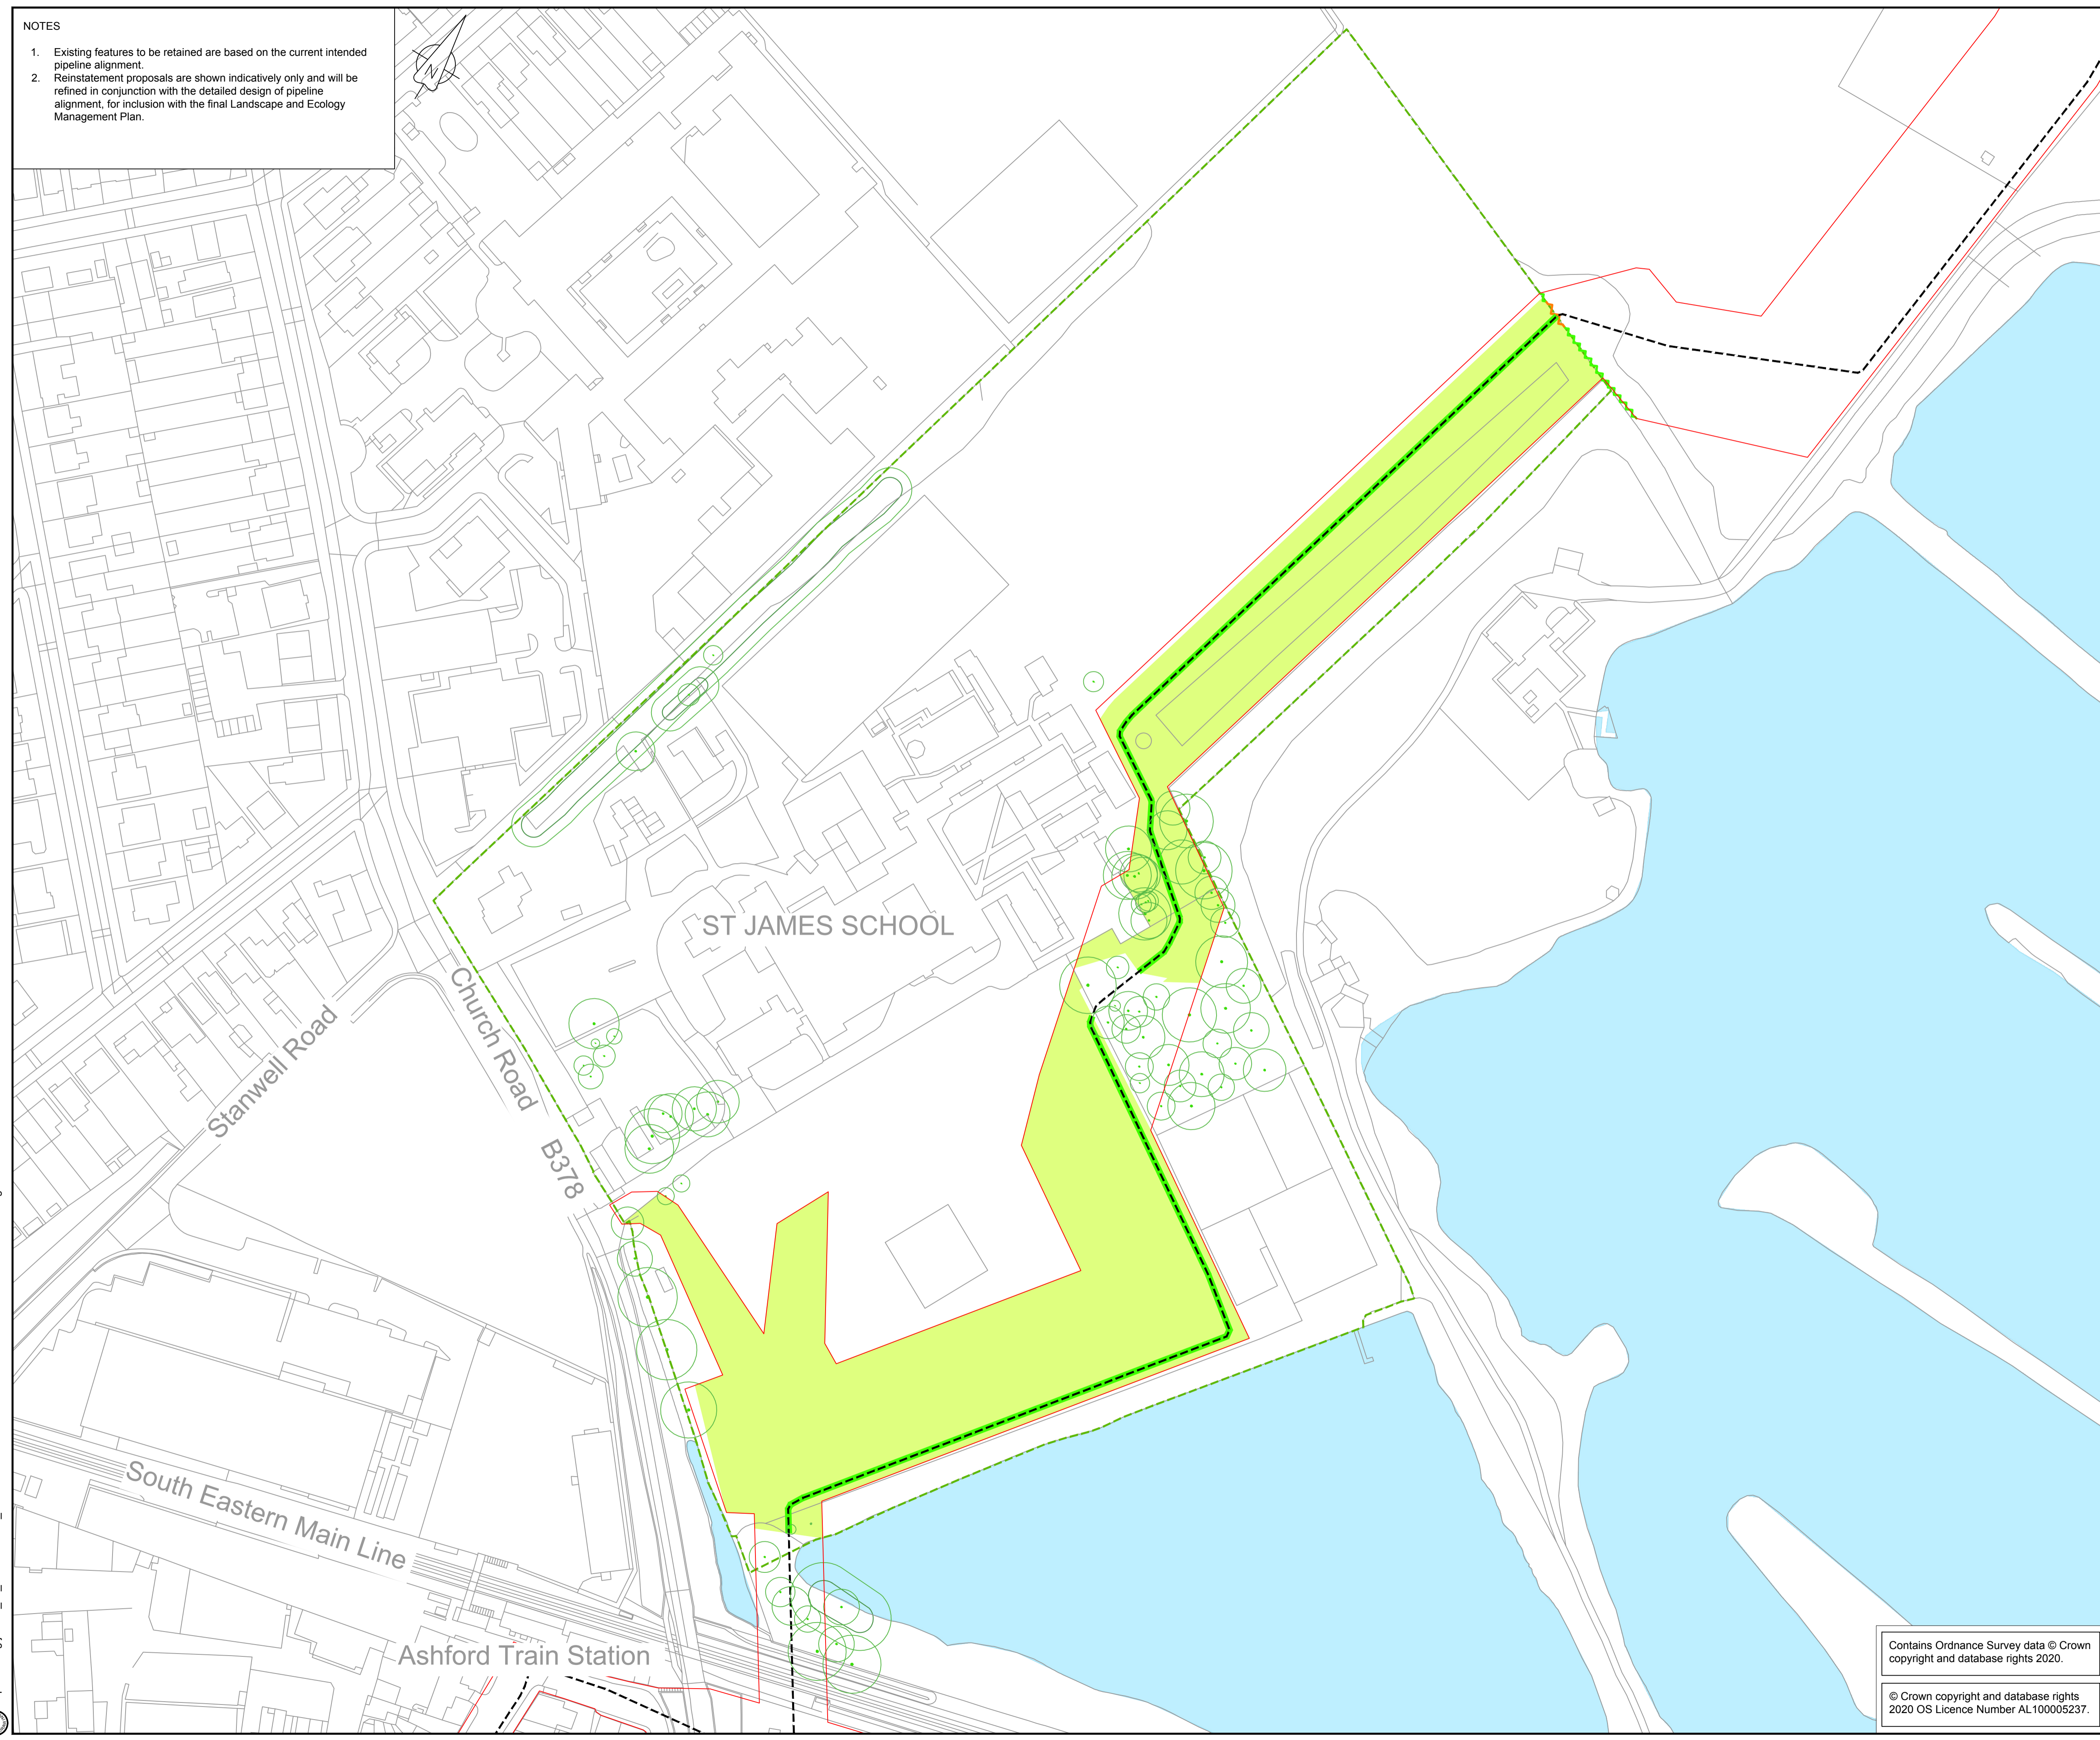 NOTES
1. Existing features to be retained are based on the current intended
pipeline alignment.
2. Reinstatement proposals are shown indicatively only and will be
refined in conjunction with the detailed design of pipeline
alignment, for inclusion with the final Landscape and Ecology
Management Plan.
N
ST JAMES SCHOOL
Stanwell Road
Church Road
B378
South Eastern Main Line
Ashford Train Station
Contains Ordnance Survey data © Crown
copyright and database rights 2020.
© Crown copyright and database rights
2020 OS Licence Number AL100005237.